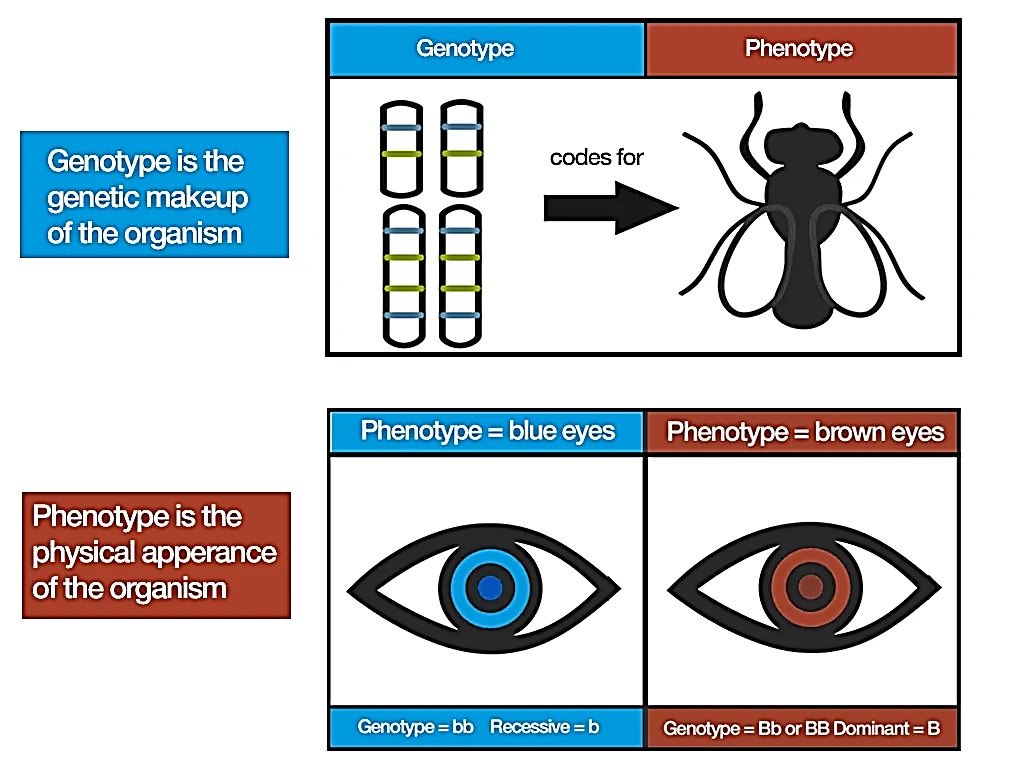 Genotype
Phenotype
Genotype is the
genetic makeup
of the organism
codes for
Phenotype = blue eyes
Phenotype = brown eyes
Phenotype is the
physical apperance
of the organism
Genotype = bb Recessive = b
Genotype = Bb or BB Dominant = B